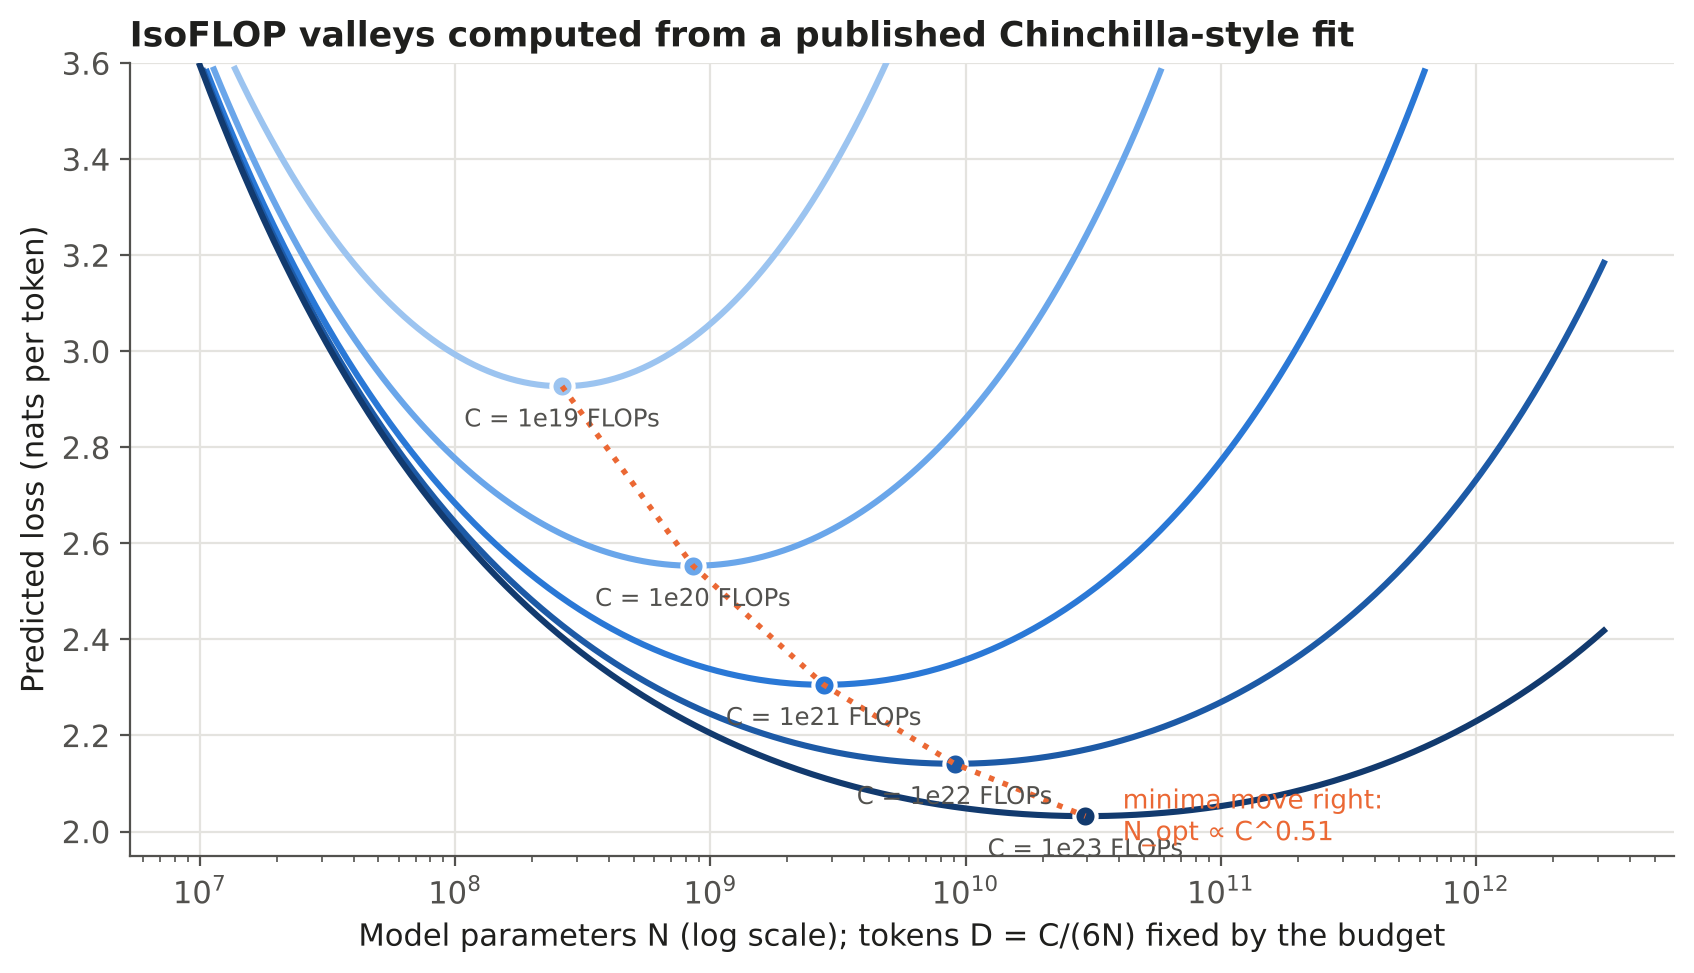 IsoFLOP valleys computed from a published Chinchilla-style fit
Predicted loss (nats per token)
3.6
3.4
3.2
3.0
2.8
2.6
2.4
2.2
2.0
C = 1e19 FLOPs
C = 1e20 FLOPs
C = 1e21 FLOPs
C = 1e22 FLOPs
C = 1e23 FLOPs
minima move right:
N_opt ∝ C^0.51
10⁷ 10⁸ 10⁹ 10¹⁰ 10¹¹ 10¹²
Model parameters N (log scale); tokens D = C/(6N) fixed by the budget